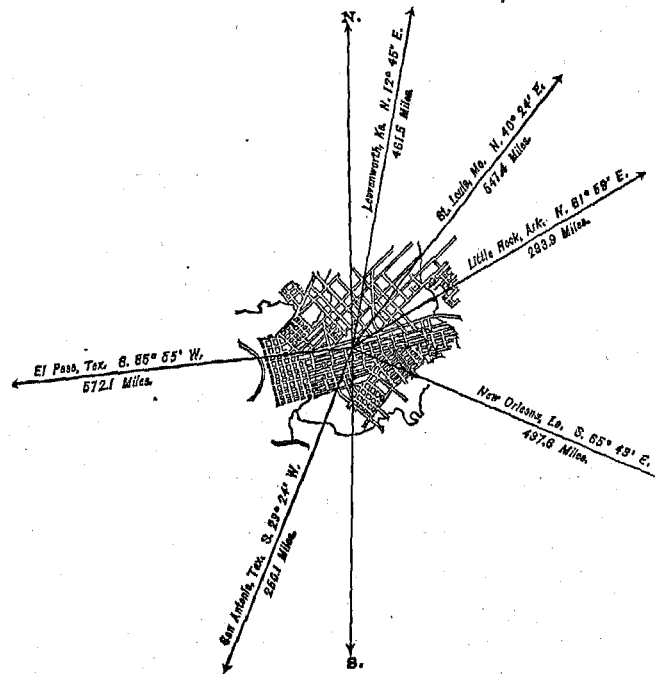 N.
Leavenworth, Ks. N. 12° 45' E.
461.5 Miles.
St. Louis, Mo. N. 40° 24' E.
547.4 Miles.
Little Rock, Ark. N. 61° 59' E.
293.9 Miles.
El Paso, Tex. S. 85° 55' W.
572.1 Miles.
New Orleans, La. S. 65° 43' E.
437.6 Miles.
San Antonio, Tex. S. 23° 24' W.
250.1 Miles.
S.